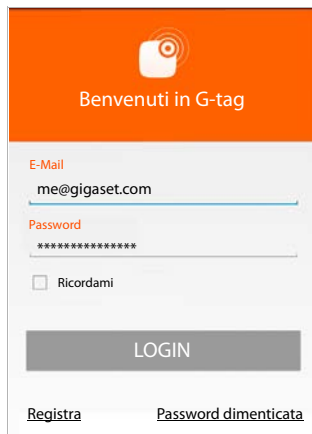 Benvenuti in G-tag
E-Mail
me@gigaset.com
Password
***************
Ricordami
LOGIN
Registra Password dimenticata